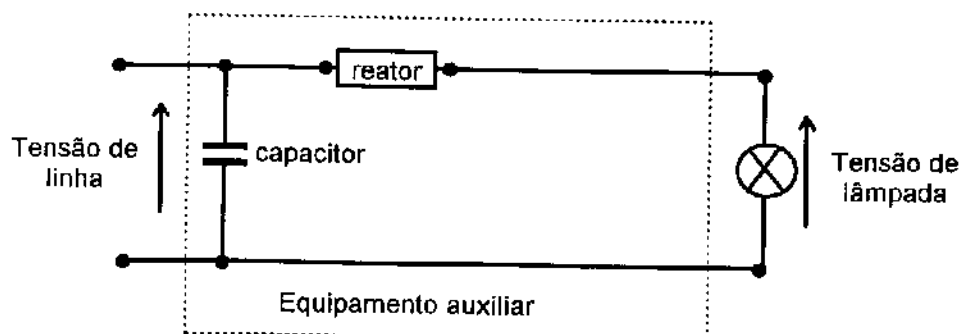 reator
Tensão de
linha
capacitor
Tensão de
lâmpada
Equipamento auxiliar